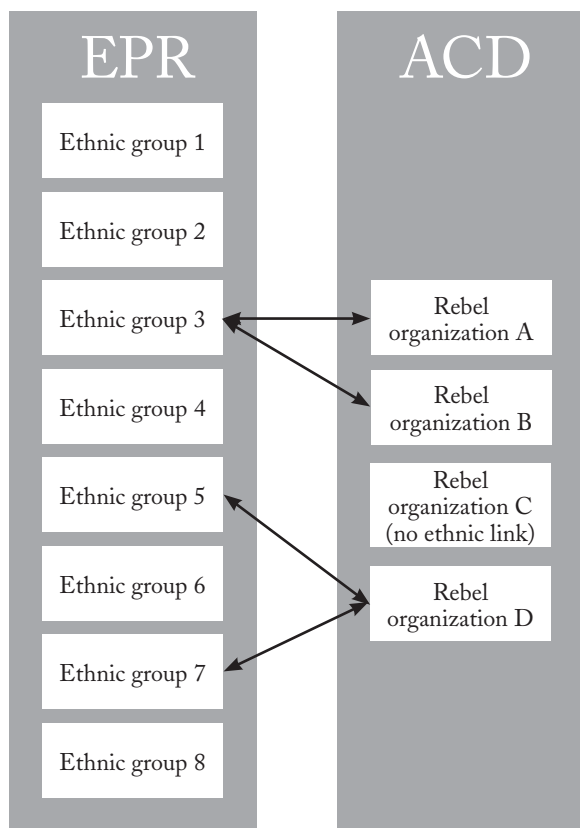 EPR
Ethnic group 1
Ethnic group 2
Ethnic group 3
Ethnic group 4
Ethnic group 5
Ethnic group 6
Ethnic group 7
Ethnic group 8
ACD
Rebel
organization A
Rebel
organization B
Rebel
organization C
(no ethnic link)
Rebel
organization D